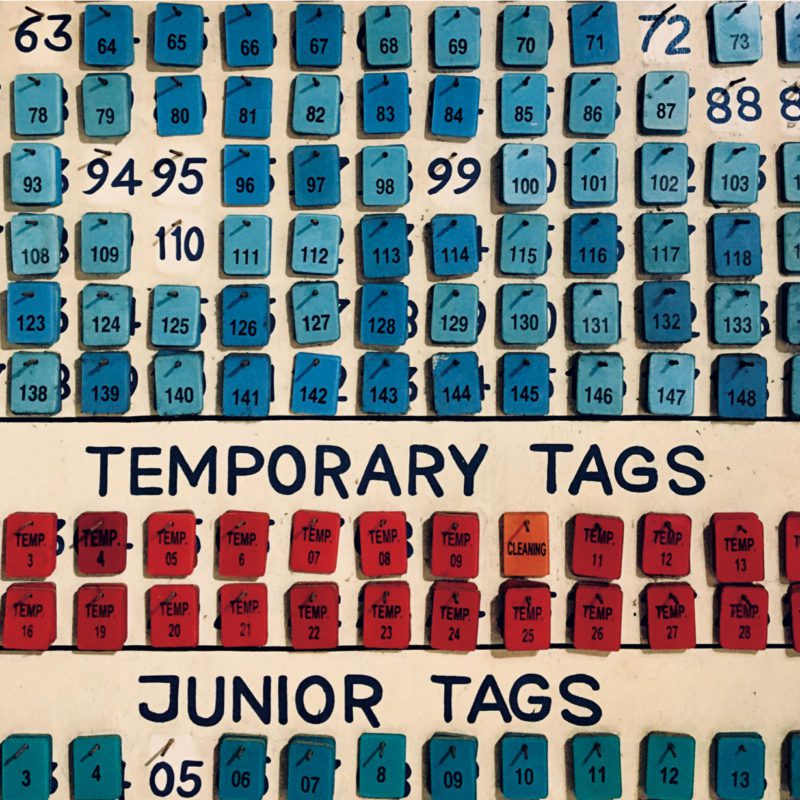 63 64 65 66 67 68 69 70 71 72 73
78 79 80 81 82 83 84 85 86 87 88
93 94 95 96 97 98 99 100 101 102 103
108 109 110 111 112 113 114 115 116 117 118
123 124 125 126 127 128 129 130 131 132 133
138 139 140 141 142 143 144 145 146 147 148
TEMPORARY TAGS
TEMP. 3 TEMP. 4 TEMP. 05 TEMP. 6 TEMP. 07 TEMP. 08 TEMP. 09 CLEANING TEMP. 11 TEMP. 12 TEMP. 13
TEMP. 16 TEMP. 19 TEMP. 20 TEMP. 21 TEMP. 22 TEMP. 23 TEMP. 24 TEMP. 25 TEMP. 26 TEMP. 27 TEMP. 28
JUNIOR TAGS
3 4 05 06 07 8 09 10 11 12 13